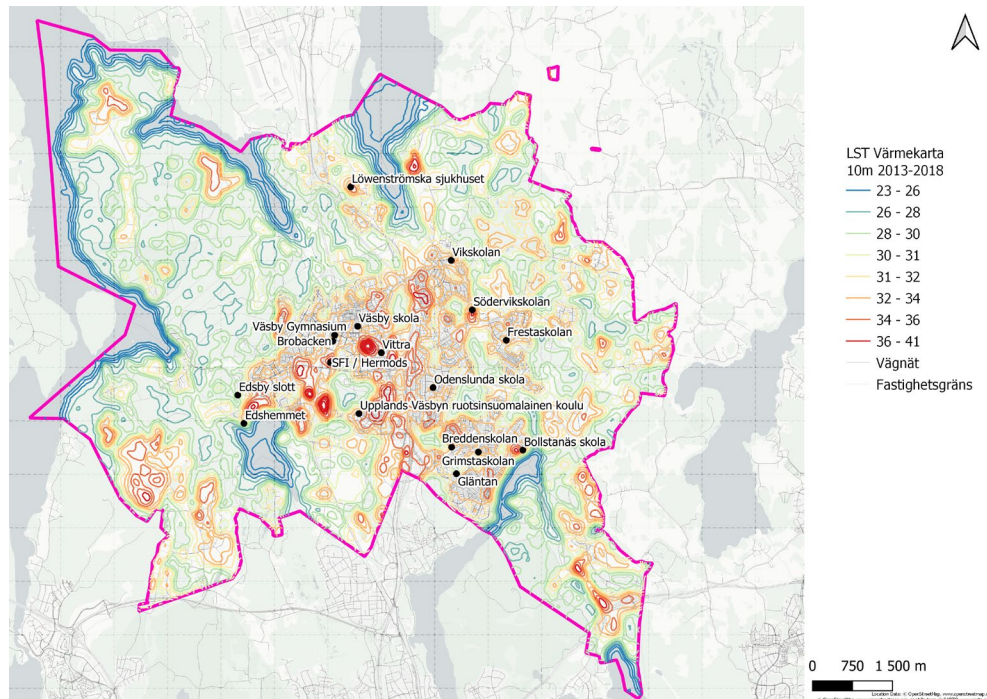 Löwenströmska sjukhuset
Vikskolan
Södervikskolan
Väsby skola
Väsby Gymnasium
Frestaskolan
Brobacken
Vittra
SFI / Hermods
Odenslunda skola
Edsby slott
Upplands Väsbyn ruotsinsuomalainen koulu
Edshemmet
Breddenskolan
Bollstanäs skola
Grimstaskolan
Gläntan
LST Värmekarta
10m 2013-2018
23 - 26
26 - 28
28 - 30
30 - 31
31 - 32
32 - 34
34 - 36
36 - 41
Vägnät
Fastighetsgräns
0 750 1 500 m